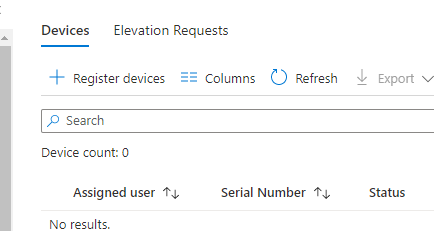 Devices Elevation Requests
Register devices Columns Refresh Export
Search
Device count: 0
Assigned user Serial Number Status
No results.